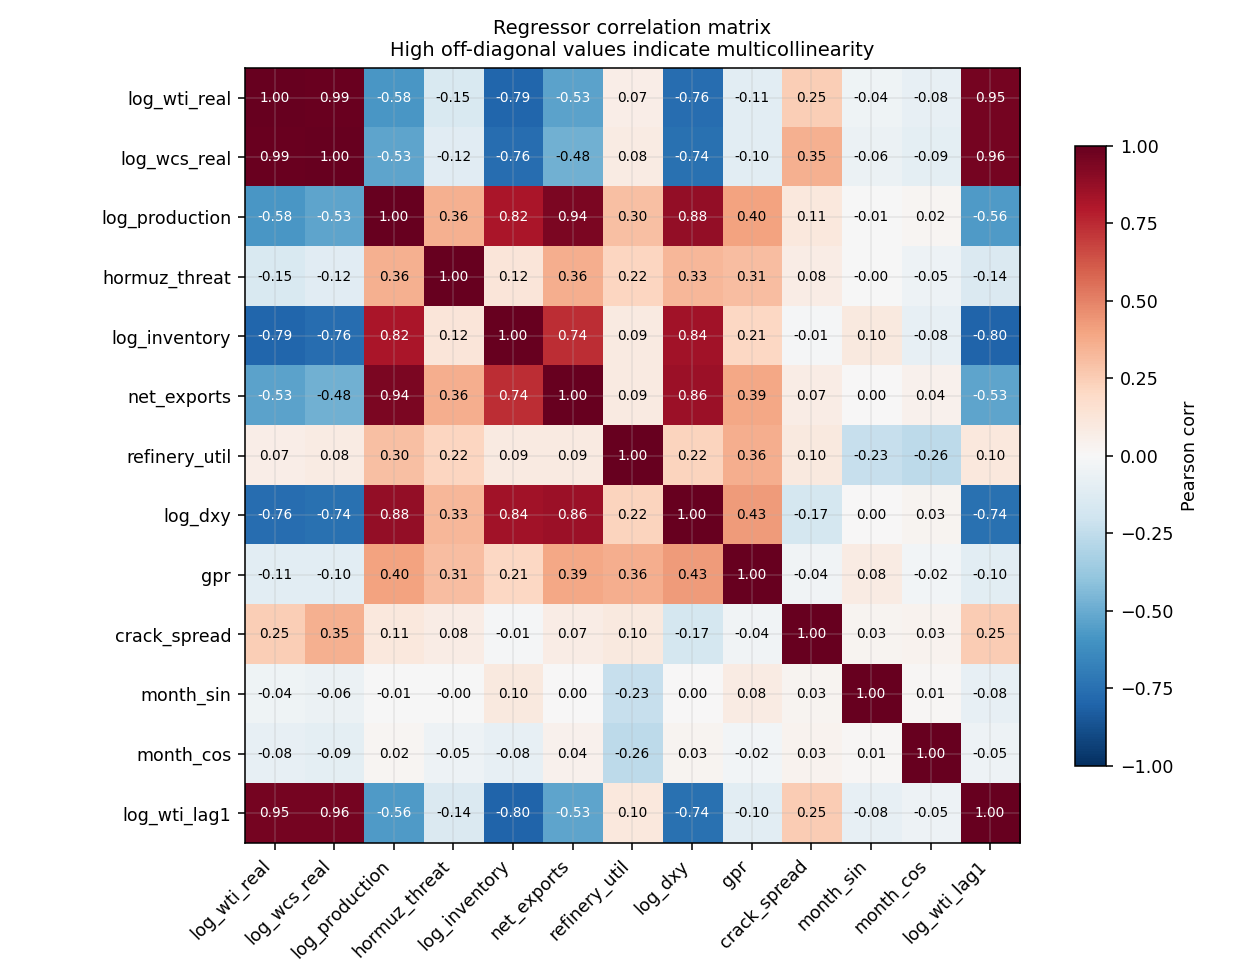 Regressor correlation matrix
High off-diagonal values indicate multicollinearity
log_wti_real 1.00 0.99 -0.58 -0.15 -0.79 -0.53 0.07 -0.76 -0.11 0.25 -0.04 -0.08 0.95
log_wcs_real 0.99 1.00 -0.53 -0.12 -0.76 -0.48 0.08 -0.74 -0.10 0.35 -0.06 -0.09 0.96
log_production -0.58 -0.53 1.00 0.36 0.82 0.94 0.30 0.88 0.40 0.11 -0.01 0.02 -0.56
hormuz_threat -0.15 -0.12 0.36 1.00 0.12 0.36 0.22 0.33 0.31 0.08 -0.00 -0.05 -0.14
log_inventory -0.79 -0.76 0.82 0.12 1.00 0.74 0.09 0.84 0.21 -0.01 0.10 -0.08 -0.80
net_exports -0.53 -0.48 0.94 0.36 0.74 1.00 0.09 0.86 0.39 0.07 0.00 0.04 -0.53
refinery_util 0.07 0.08 0.30 0.22 0.09 0.09 1.00 0.22 0.36 0.10 -0.23 -0.26 0.10
log_dxy -0.76 -0.74 0.88 0.33 0.84 0.86 0.22 1.00 0.43 -0.17 0.00 0.03 -0.74
gpr -0.11 -0.10 0.40 0.31 0.21 0.39 0.36 0.43 1.00 -0.04 0.08 -0.02 -0.10
crack_spread 0.25 0.35 0.11 0.08 -0.01 0.07 0.10 -0.17 -0.04 1.00 0.03 0.03 0.25
month_sin -0.04 -0.06 -0.01 -0.00 0.10 0.00 -0.23 0.00 0.08 0.03 1.00 0.01 -0.08
month_cos -0.08 -0.09 0.02 -0.05 -0.08 0.04 -0.26 0.03 -0.02 0.03 0.01 1.00 -0.05
log_wti_lag1 0.95 0.96 -0.56 -0.14 -0.80 -0.53 0.10 -0.74 -0.10 0.25 -0.08 -0.05 1.00
log_wti_real
log_wcs_real
log_production
hormuz_threat
log_inventory
net_exports
refinery_util
log_dxy
gpr
crack_spread
month_sin
month_cos
log_wti_lag1
1.00
0.75
0.50
0.25
0.00
−0.25
−0.50
−0.75
−1.00
Pearson corr